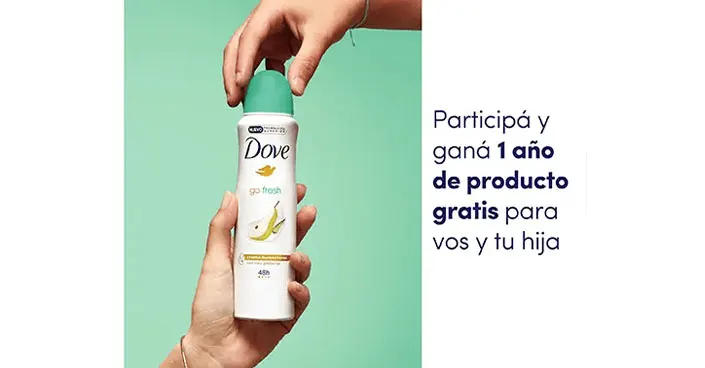 NUEVO
Dove
go fresh
48h
Participá y
ganá 1 año
de producto
gratis para
vos y tu hija